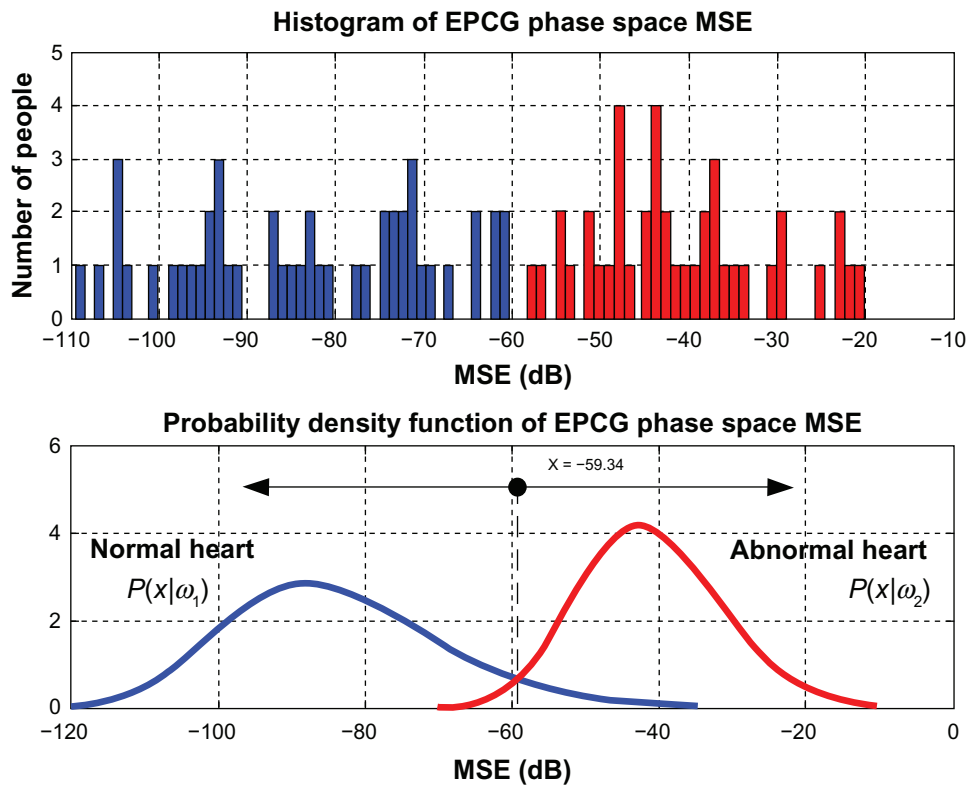 Histogram of EPCG phase space MSE
Number of people
5
4
3
2
1
0
−110 −100 −90 −80 −70 −60 −50 −40 −30 −20 −10
MSE (dB)
Probability density function of EPCG phase space MSE
6
4
2
0
X = −59.34
Normal heart
P(x|ω₁)
Abnormal heart
P(x|ω₂)
−120 −100 −80 −60 −40 −20 0
MSE (dB)